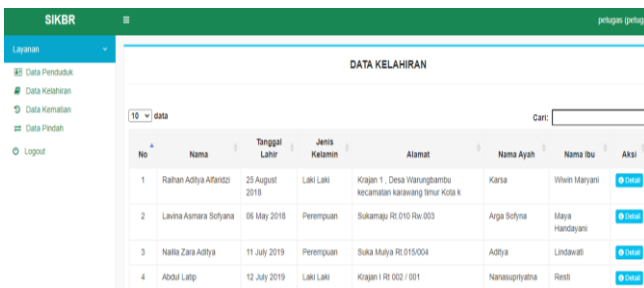 SIKBR
petugas (petug
Layanan
Data Penduduk
Data Kelahiran
Data Kematian
Data Pindah
Logout
DATA KELAHIRAN
10 data
Cari:
No Nama Tanggal Lahir Jenis Kelamin Alamat Nama Ayah Nama Ibu Aksi
1 Raihan Aditya Alfaridzi 25 August 2018 Laki Laki Krajan 1 , Desa Warungbambu kecamatan karawang timur Kota k Karsa Wiwin Maryani Detail
2 Lavina Asmara Sofyana 06 May 2018 Perempuan Sukamaju Rt.010 Rw.003 Arga Sofyna Maya Handayani Detail
3 Nailla Zara Aditya 11 July 2019 Perempuan Suka Mulya Rt.015/004 Aditya Lindawati Detail
4 Abdul Latip 12 July 2019 Laki Laki Krajan I Rt 002 / 001 Nanasupriyatna Resti Detail